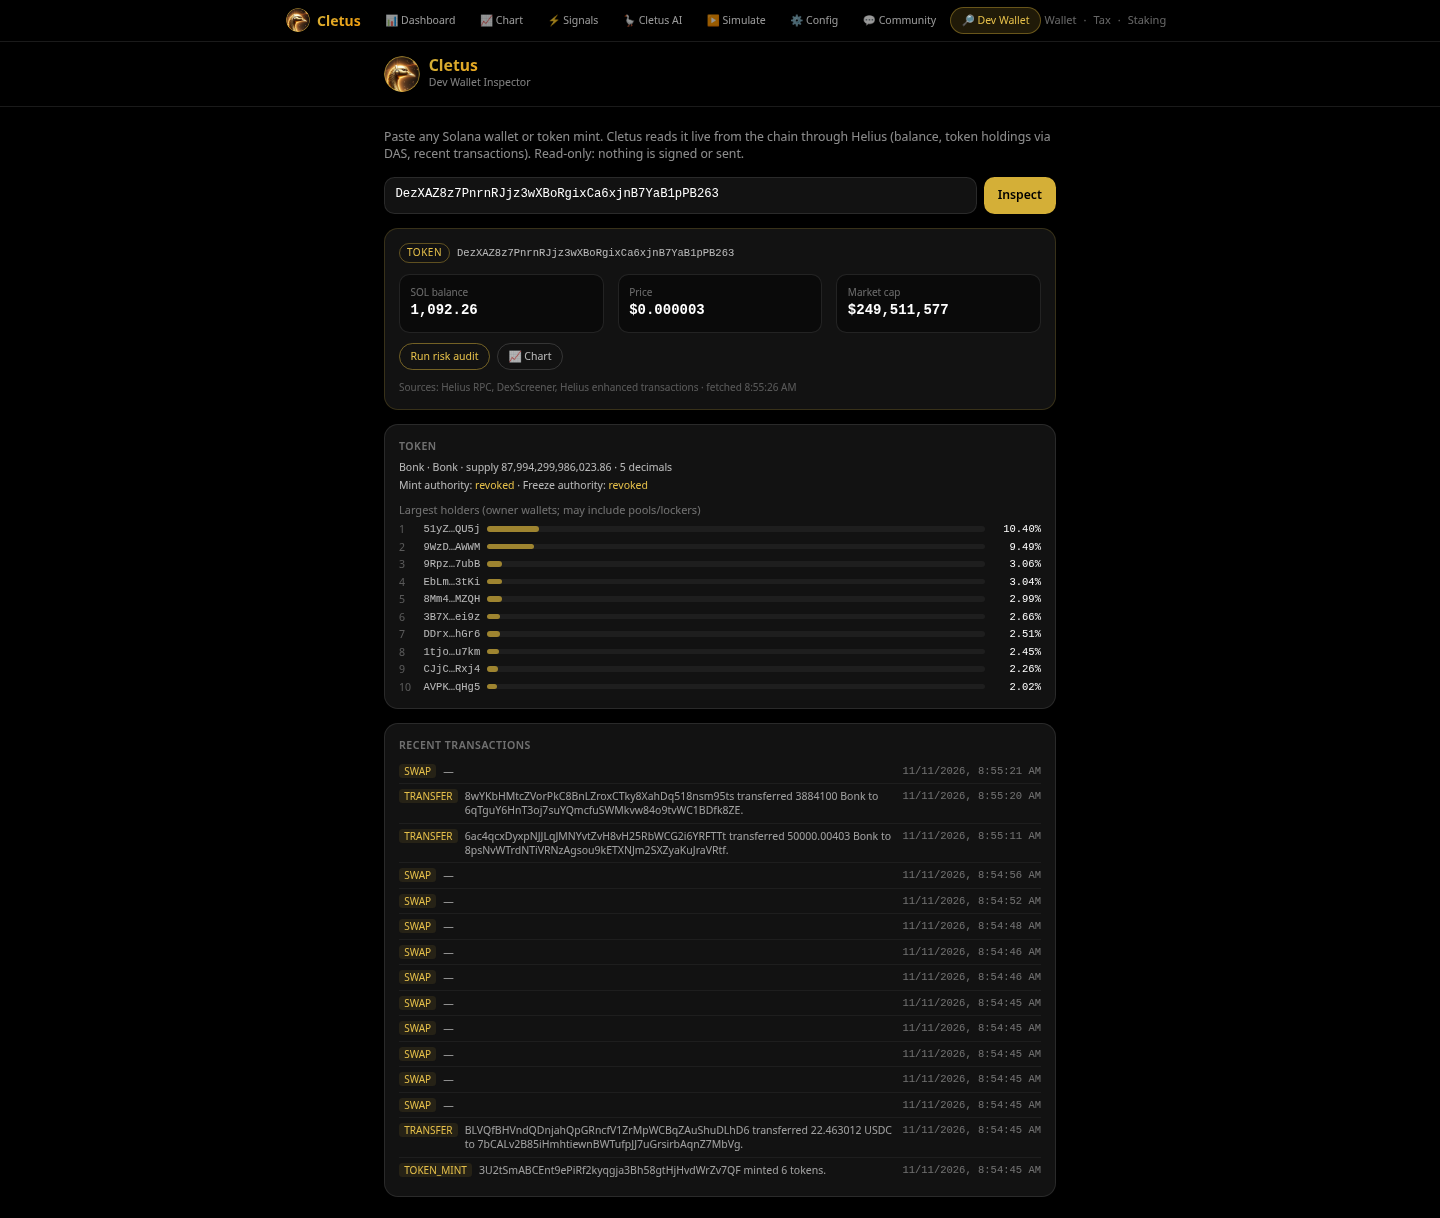 Cletus
📊 Dashboard
📈 Chart
⚡ Signals
🦆 Cletus AI
▶️ Simulate
⚙️ Config
💬 Community
🔎 Dev Wallet
Wallet · Tax · Staking
Cletus
Dev Wallet Inspector
Paste any Solana wallet or token mint. Cletus reads it live from the chain through Helius (balance, token holdings via
DAS, recent transactions). Read-only: nothing is signed or sent.
DezXAZ8z7PnrnRJjz3wXBoRgixCa6xjnB7YaB1pPB263
Inspect
TOKEN DezXAZ8z7PnrnRJjz3wXBoRgixCa6xjnB7YaB1pPB263
SOL balance
1,092.26
Price
$0.000003
Market cap
$249,511,577
Run risk audit
📈 Chart
Sources: Helius RPC, DexScreener, Helius enhanced transactions · fetched 8:55:26 AM
TOKEN
Bonk · Bonk · supply 87,994,299,986,023.86 · 5 decimals
Mint authority: revoked · Freeze authority: revoked
Largest holders (owner wallets; may include pools/lockers)
1 51yZ…QU5j 10.40%
2 9WzD…AWWM 9.49%
3 9Rpz…7ubB 3.06%
4 EbLm…3tKi 3.04%
5 8Mm4…MZQH 2.99%
6 3B7X…ei9z 2.66%
7 DDrx…hGr6 2.51%
8 1tjo…u7km 2.45%
9 CJjC…Rxj4 2.26%
10 AVPK…qHg5 2.02%
RECENT TRANSACTIONS
SWAP — 11/11/2026, 8:55:21 AM
TRANSFER 8wYKbHMtcZVorPkC8BnLZroxCTky8XahDq518nsm95ts transferred 3884100 Bonk to 11/11/2026, 8:55:20 AM
6qTguY6HnT3oj7suYQmcfuSWMkvw84o9tvWC1BDfk8ZE.
TRANSFER 6ac4qcxDyxpNJJLqJMNYvtZvH8vH25RbWCG2i6YRFTTt transferred 50000.00403 Bonk to 11/11/2026, 8:55:11 AM
8psNvWTrdNTiVRNzAgsou9kETXNJm2SXZyaKuJraVRtf.
SWAP — 11/11/2026, 8:54:56 AM
SWAP — 11/11/2026, 8:54:52 AM
SWAP — 11/11/2026, 8:54:48 AM
SWAP — 11/11/2026, 8:54:46 AM
SWAP — 11/11/2026, 8:54:46 AM
SWAP — 11/11/2026, 8:54:45 AM
SWAP — 11/11/2026, 8:54:45 AM
SWAP — 11/11/2026, 8:54:45 AM
SWAP — 11/11/2026, 8:54:45 AM
SWAP — 11/11/2026, 8:54:45 AM
TRANSFER BLVQfBHVndQDnjahQpGRncfV1ZrMpWCBqZAuShuDLhD6 transferred 22.463012 USDC 11/11/2026, 8:54:45 AM
to 7bCALv2B85iHmhtiewnBWTufpJJ7uGrsirbAqnZ7MbVg.
TOKEN_MINT 3U2tSmABCEnt9ePiRf2kyqgja3Bh58gtHjHvdWrZv7QF minted 6 tokens. 11/11/2026, 8:54:45 AM